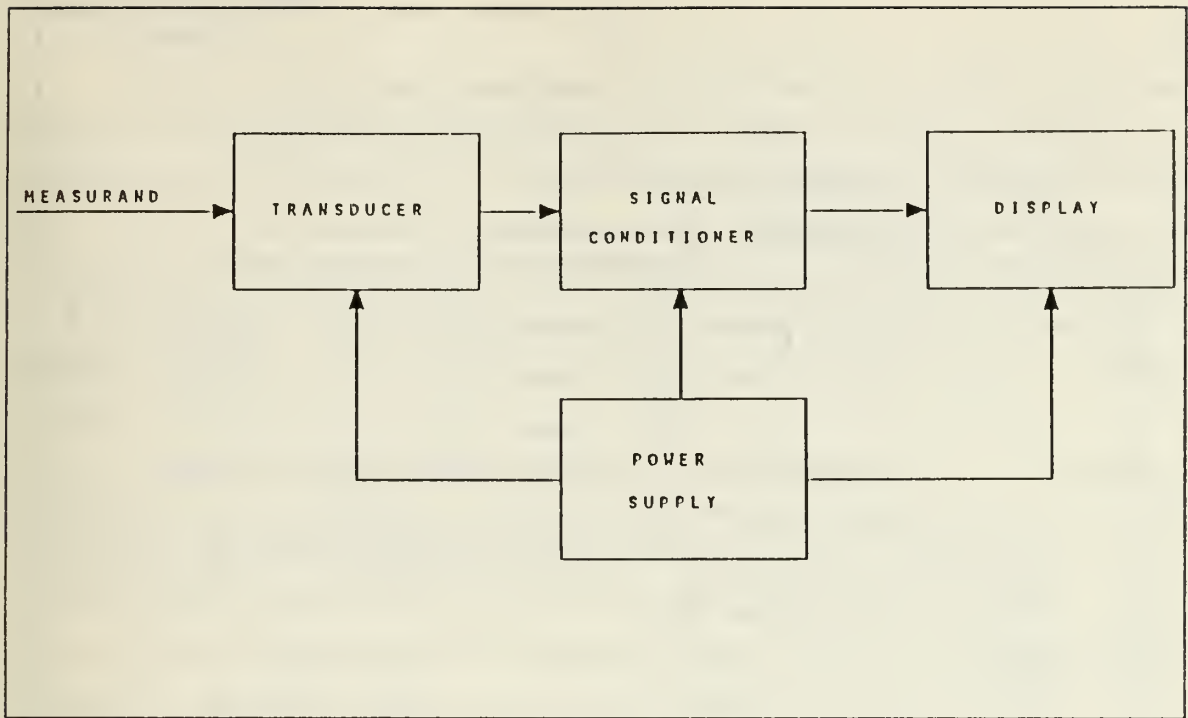 MEASURAND
TRANSDUCER
SIGNAL
CONDITIONER
DISPLAY
POWER
SUPPLY